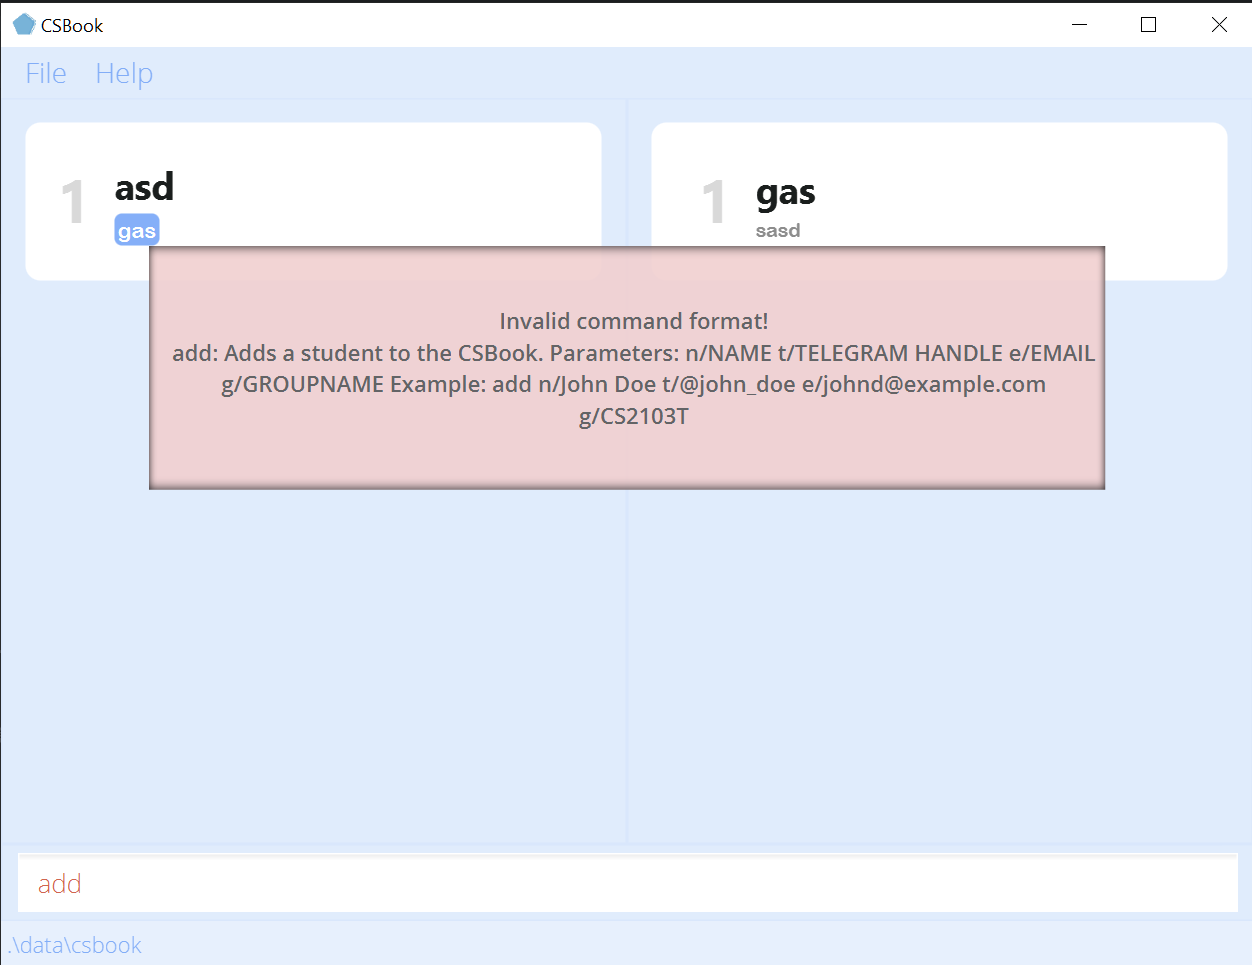 CSBook
File Help
1 asd
gas
1 gas
sasd
Invalid command format!
add: Adds a student to the CSBook. Parameters: n/NAME t/TELEGRAM HANDLE e/EMAIL
g/GROUPNAME Example: add n/John Doe t/@john_doe e/johnd@example.com
g/CS2103T
add
.\data\csbook